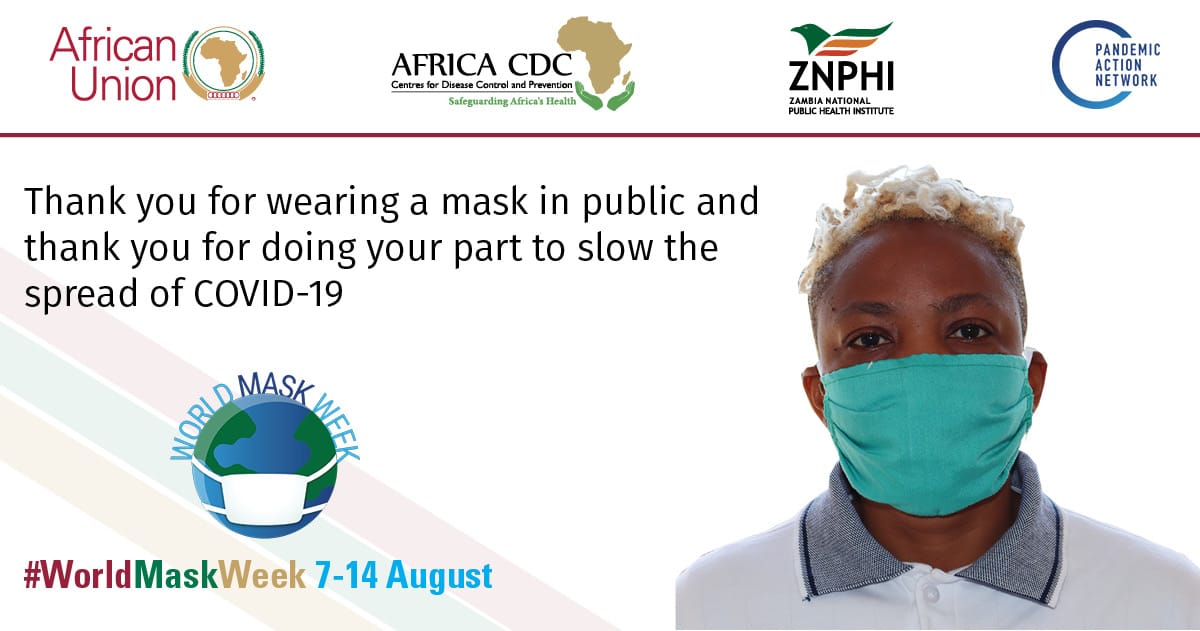 African
Union
AFRICA CDC
Centres for Disease Control and Prevention
Safeguarding Africa's Health
ZNPHI
ZAMBIA NATIONAL
PUBLIC HEALTH INSTITUTE
PANDEMIC
ACTION
NETWORK
Thank you for wearing a mask in public and
thank you for doing your part to slow the
spread of COVID-19
WORLD MASK WEEK
#WorldMaskWeek 7-14 August